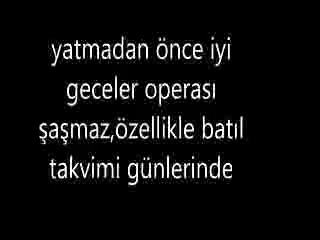 yatmadan önce iyi
geceler operası
şaşmaz,özellikle batıl
takvimi günlerinde